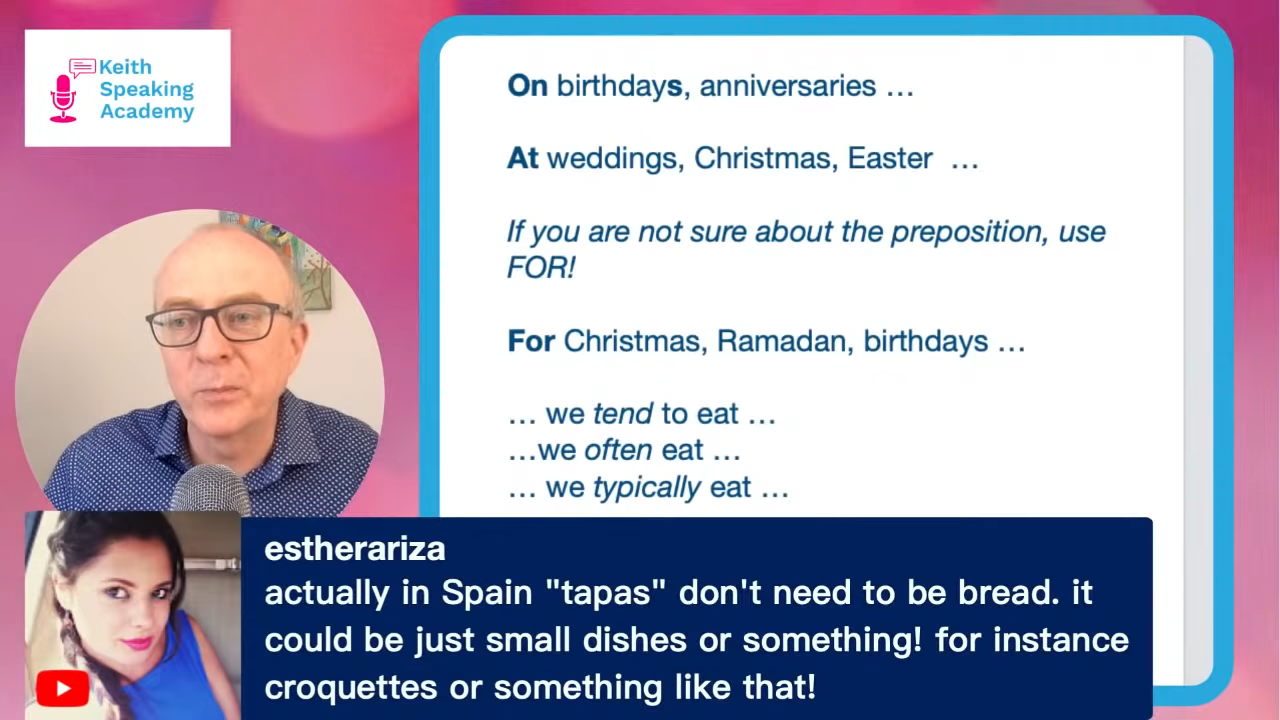 Keith
Speaking
Academy
On birthdays, anniversaries …
At weddings, Christmas, Easter …
If you are not sure about the preposition, use
FOR!
For Christmas, Ramadan, birthdays …
… we tend to eat …
…we often eat …
… we typically eat …
estherariza
actually in Spain "tapas" don't need to be bread. it
could be just small dishes or something! for instance
croquettes or something like that!